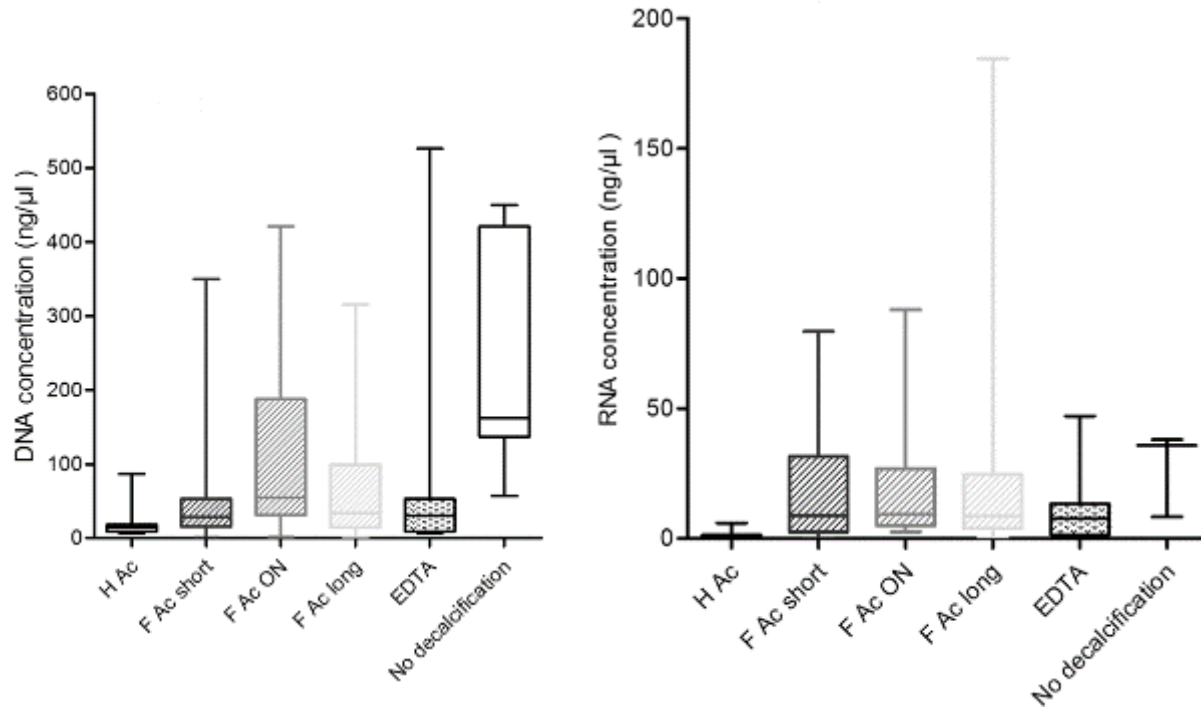 DNA concentration (ng/µl)
600
500
400
300
200
100
0
H Ac
F Ac short
F Ac ON
F Ac long
EDTA
No decalcification
RNA concentration (ng/µl )
200
150
100
50
0
H Ac
F Ac short
F Ac ON
F Ac long
EDTA
No decalcification